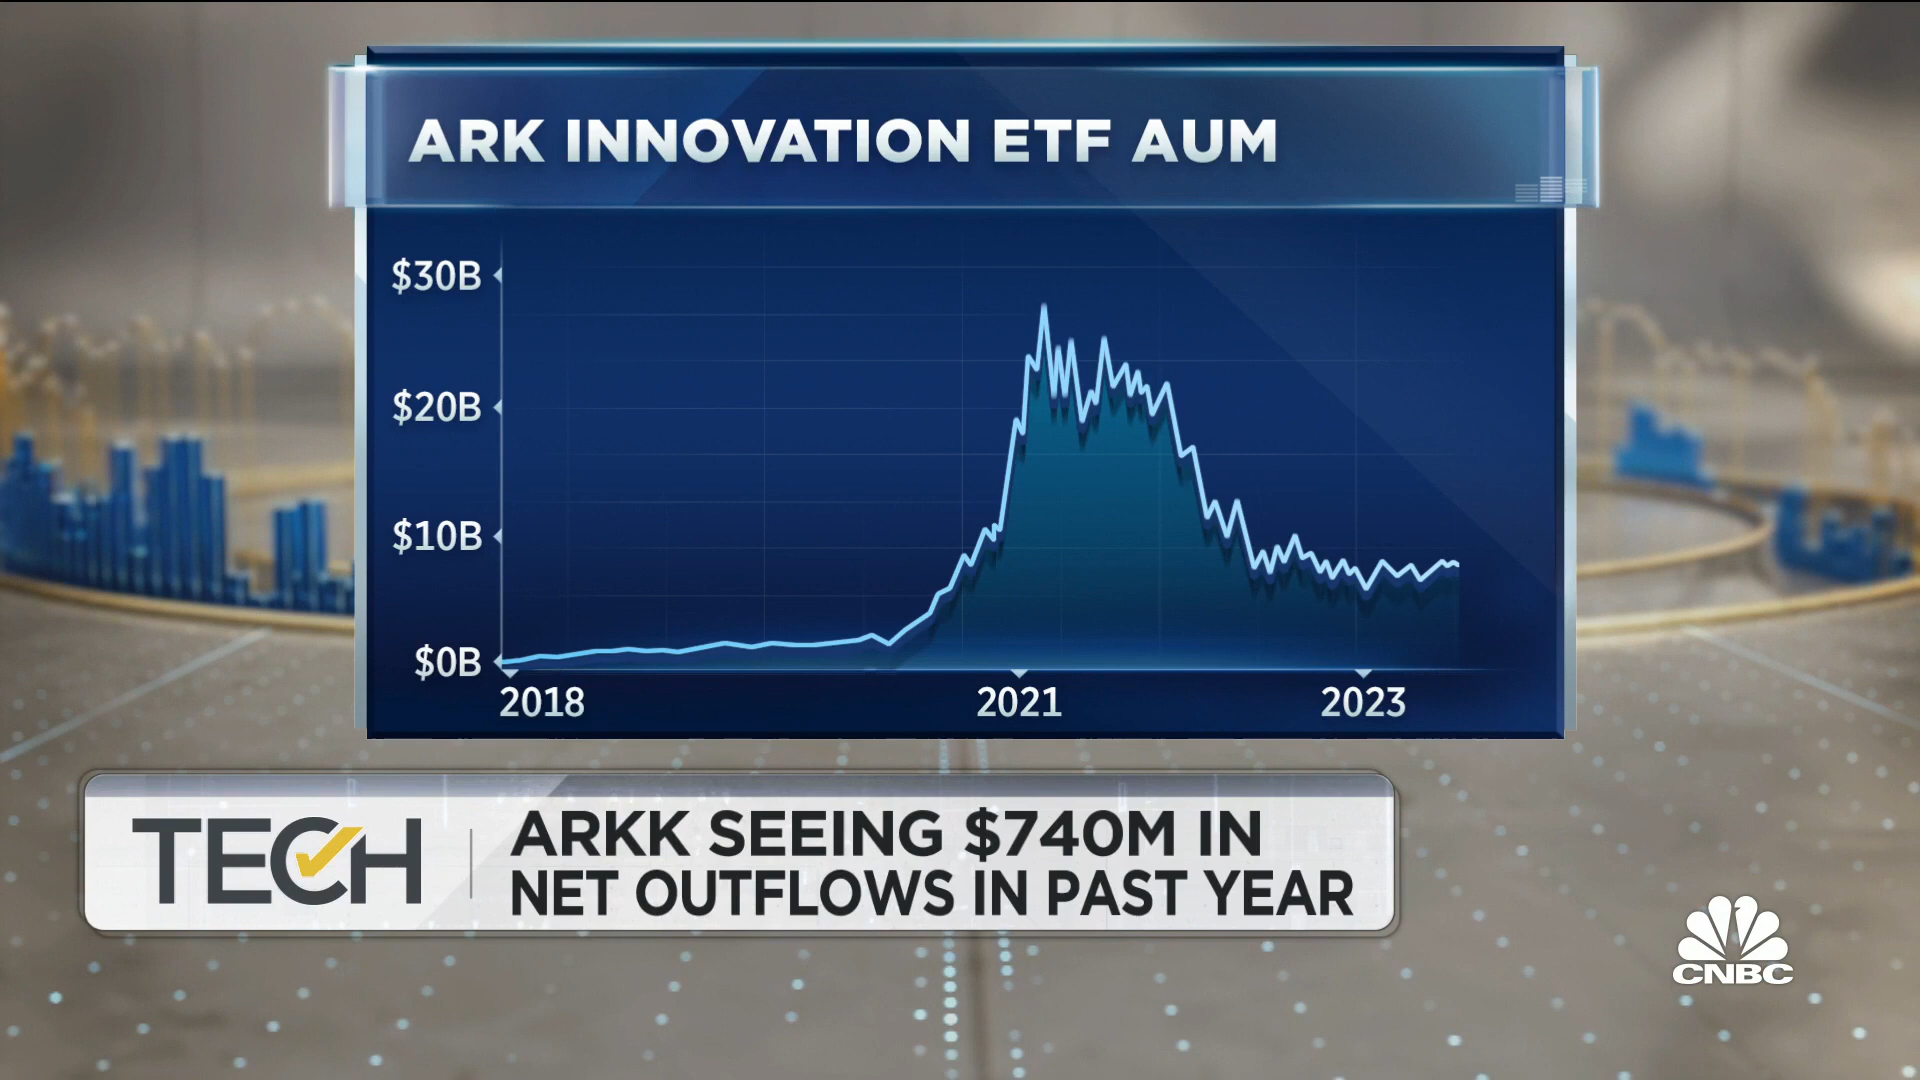 ARK INNOVATION ETF AUM
$30B
$20B
$10B
$0B
2018
2021
2023
TECH
ARKK SEEING $740M IN
NET OUTFLOWS IN PAST YEAR
CNBC